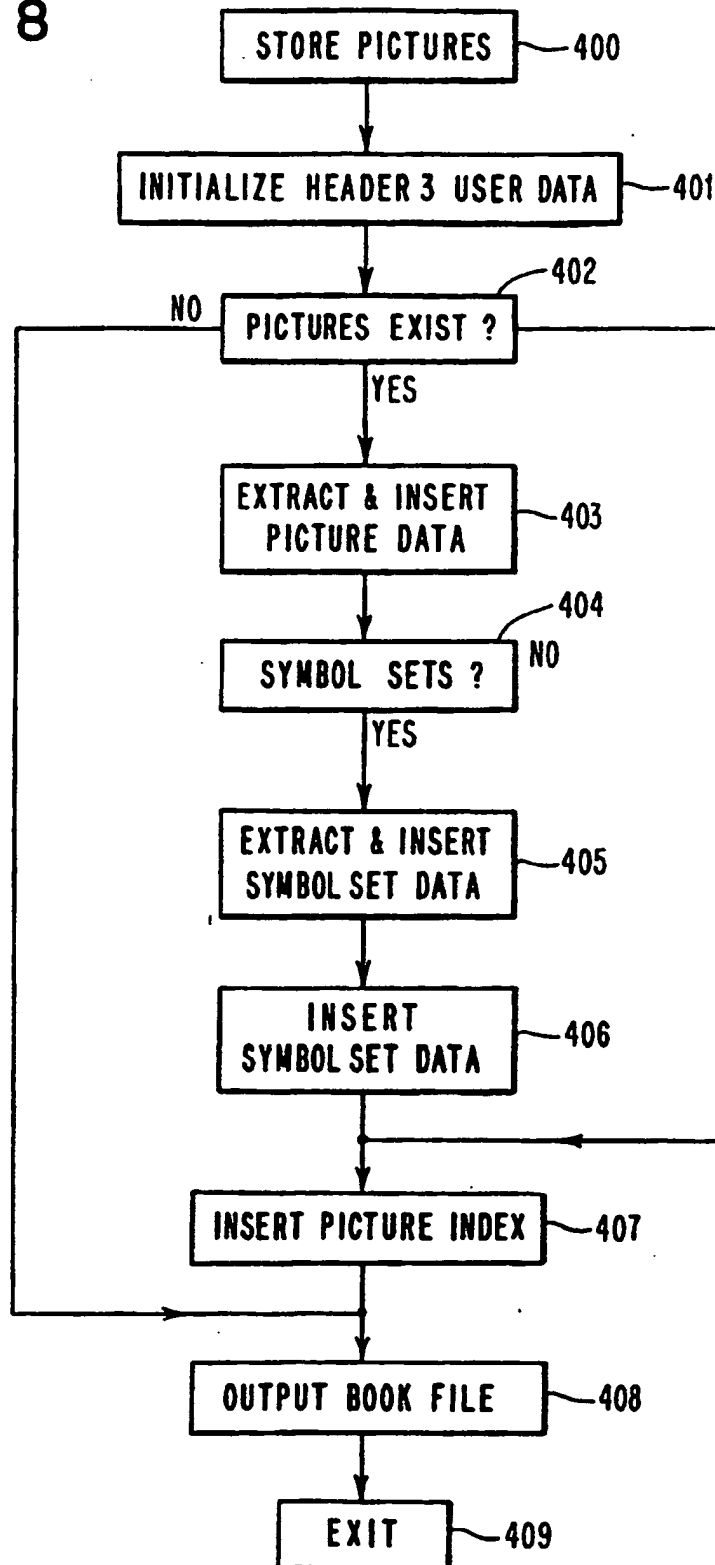 8
STORE PICTURES
400
INITIALIZE HEADER 3 USER DATA
401
402
NO
PICTURES EXIST ?
YES
EXTRACT & INSERT
PICTURE DATA
403
404
SYMBOL SETS ?
NO
YES
EXTRACT & INSERT
SYMBOL SET DATA
405
INSERT
SYMBOL SET DATA
406
INSERT PICTURE INDEX
407
OUTPUT BOOK FILE
408
EXIT
409